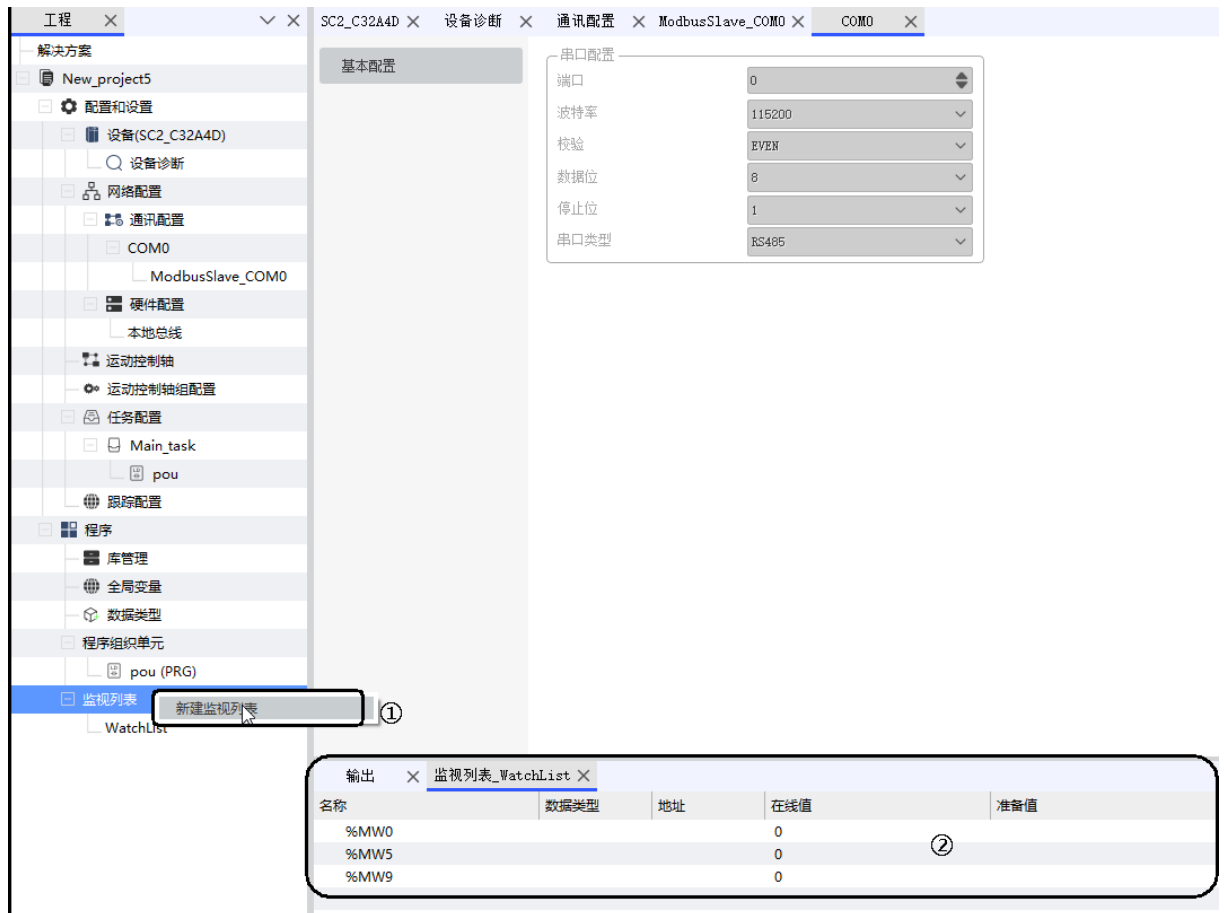 工程
SC2_C32A4D 设备诊断 通讯配置 ModbusSlave_COM0 COM0
解决方案
New_project5
配置和设置
设备(SC2_C32A4D)
设备诊断
网络配置
通讯配置
COM0
ModbusSlave_COM0
硬件配置
本地总线
运动控制轴
运动控制轴组配置
任务配置
Main_task
pou
跟踪配置
程序
库管理
全局变量
数据类型
程序组织单元
pou (PRG)
监视列表
新建监视列表 ①
WatchList
基本配置
串口配置
端口 0
波特率 115200
校验 EVEN
数据位 8
停止位 1
串口类型 RS485
输出 监视列表_WatchList
名称 数据类型 地址 在线值 准备值
%MW0 0
%MW5 0
%MW9 0
②